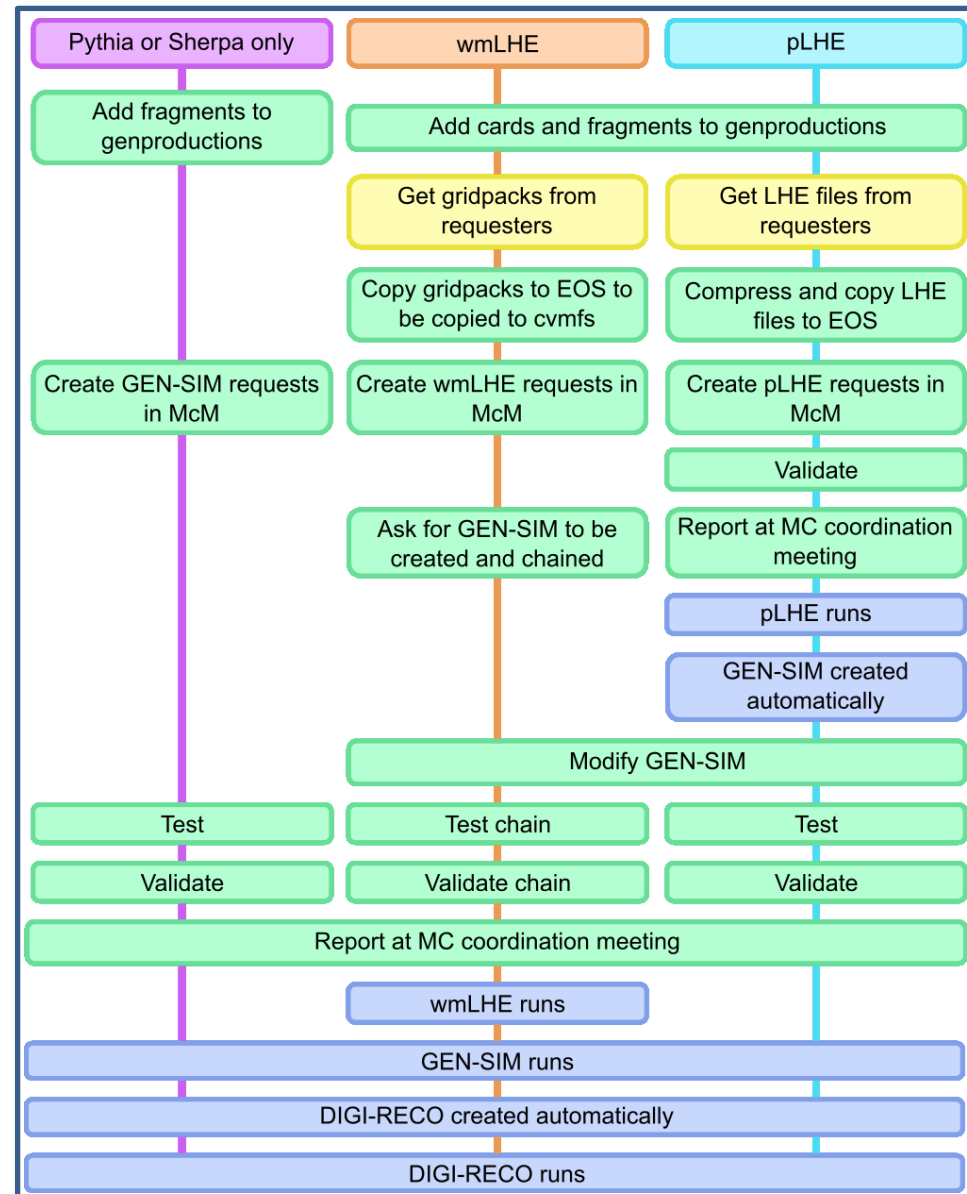 Pythia or Sherpa only
wmLHE
pLHE
Add fragments to
genproductions
Add cards and fragments to genproductions
Get gridpacks from
requesters
Get LHE files from
requesters
Copy gridpacks to EOS to
be copied to cvmfs
Compress and copy LHE
files to EOS
Create GEN-SIM requests
in McM
Create wmLHE requests in
McM
Create pLHE requests in
McM
Validate
Ask for GEN-SIM to be
created and chained
Report at MC coordination
meeting
pLHE runs
GEN-SIM created
automatically
Modify GEN-SIM
Test
Test chain
Test
Validate
Validate chain
Validate
Report at MC coordination meeting
wmLHE runs
GEN-SIM runs
DIGI-RECO created automatically
DIGI-RECO runs